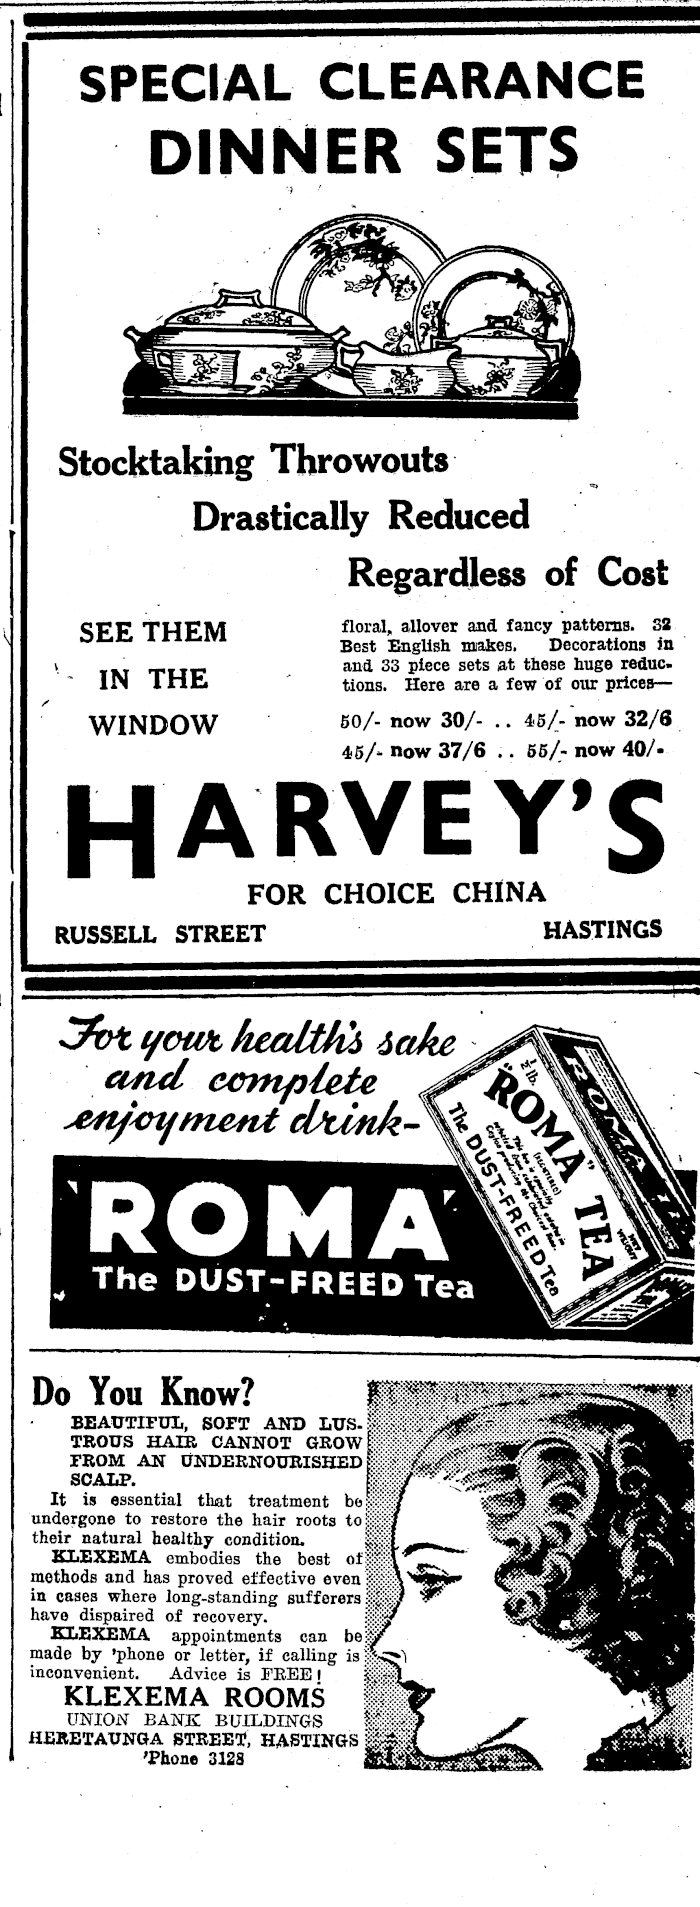 SPECIAL CLEARANCE
DINNER SETS
Stocktaking Throwouts
Drastically Reduced
Regardless of Cost
SEE THEM
IN THE
WINDOW
floral, allover and fancy patterns. 32
Best English makes. Decorations in
and 33 piece sets at these huge reduc-
tions. Here are a few of our prices—
50/- now 30/- .. 45/- now 32/6
45/- now 37/6 .. 55/- now 40/-
HARVEY'S
FOR CHOICE CHINA
RUSSELL STREET HASTINGS
For your health's sake
and complete
enjoyment drink-
'ROMA'
The DUST-FREED Tea
½ lb.
"ROMA" TEA
(REGISTERED)
The DUST-FREED Tea
NET
WEIGHT
ROMA TEA
Do You Know?
BEAUTIFUL, SOFT AND LUS-
TROUS HAIR CANNOT GROW
FROM AN UNDERNOURISHED
SCALP.
It is essential that treatment be
undergone to restore the hair roots to
their natural healthy condition.
KLEXEMA embodies the best of
methods and has proved effective even
in cases where long-standing sufferers
have dispaired of recovery.
KLEXEMA appointments can be
made by 'phone or letter, if calling is
inconvenient. Advice is FREE!
KLEXEMA ROOMS
UNION BANK BUILDINGS
HERETAUNGA STREET, HASTINGS
'Phone 3128